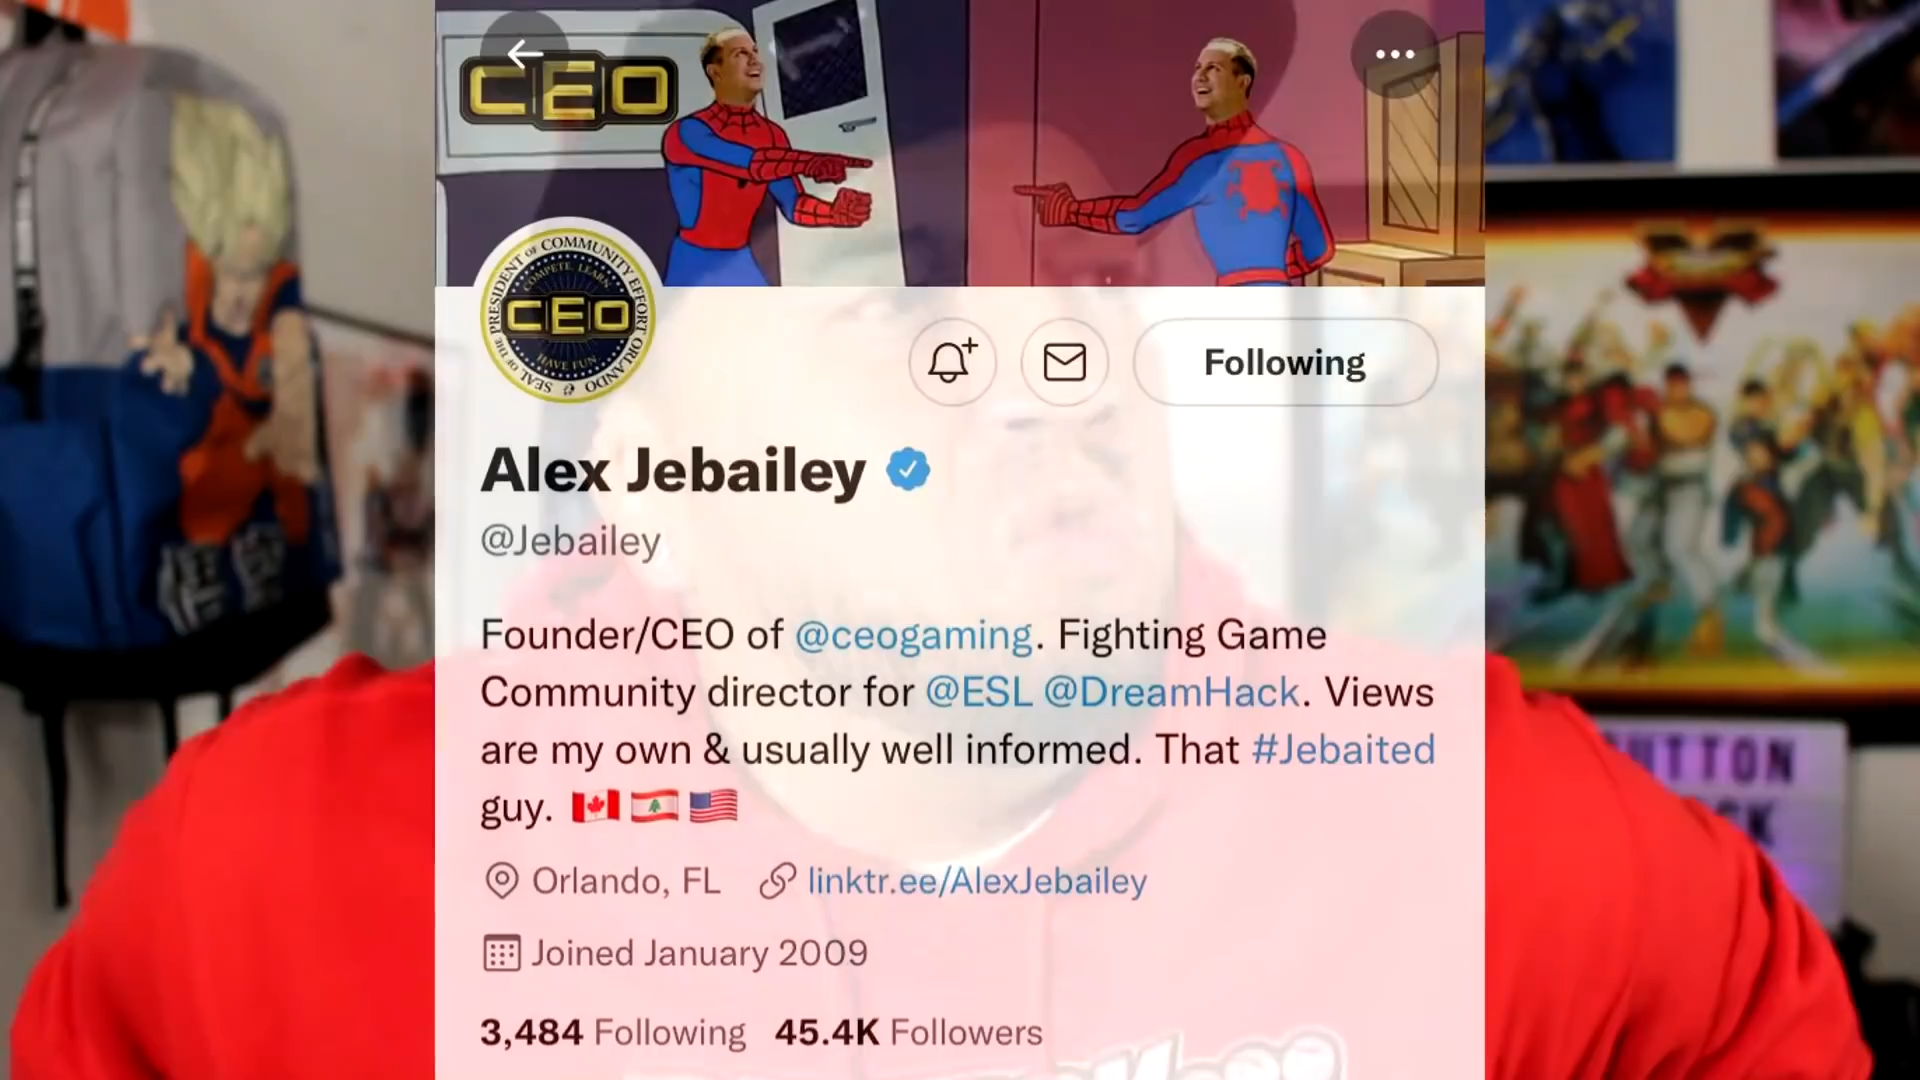 CEO
SEAL OF THE PRESIDENT OF COMMUNITY EFFORT ORLANDO
COMPETE, LEARN
CEO
HAVE FUN
Following
Alex Jebailey
@Jebailey
Founder/CEO of @ceogaming. Fighting Game
Community director for @ESL @DreamHack. Views
are my own & usually well informed. That #Jebaited
guy.
Orlando, FL linktr.ee/AlexJebailey
Joined January 2009
3,484 Following 45.4K Followers